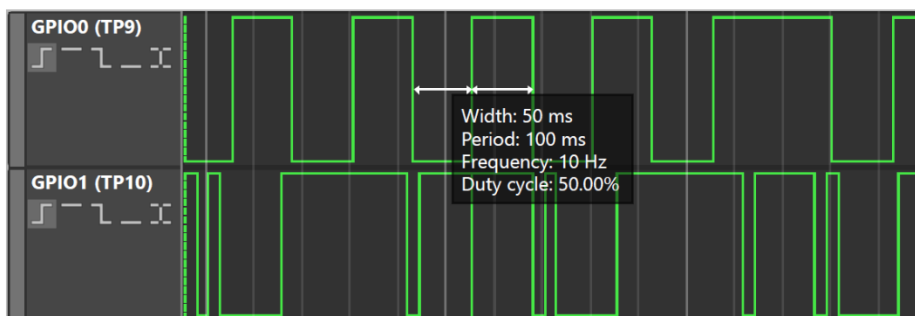 GPIO0 (TP9)
Width: 50 ms
Period: 100 ms
Frequency: 10 Hz
Duty cycle: 50.00%
GPIO1 (TP10)